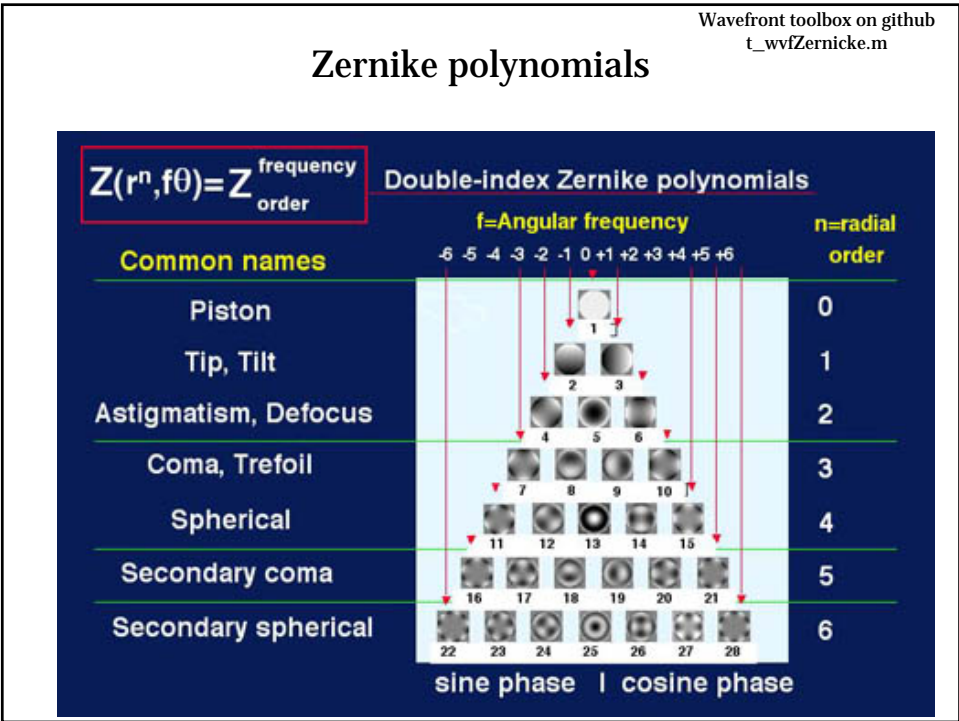 Wavefront toolbox on github
t_wvfZernicke.m
Zernike polynomials
Z(rⁿ,fθ)=Z frequency order
Double-index Zernike polynomials
f=Angular frequency
n=radial order
Common names
-6 -5 -4 -3 -2 -1 0 +1 +2 +3 +4 +5 +6
Piston
1
0
Tip, Tilt
2 3
1
Astigmatism, Defocus
4 5 6
2
Coma, Trefoil
7 8 9 10
3
Spherical
11 12 13 14 15
4
Secondary coma
16 17 18 19 20 21
5
Secondary spherical
22 23 24 25 26 27 28
6
sine phase | cosine phase